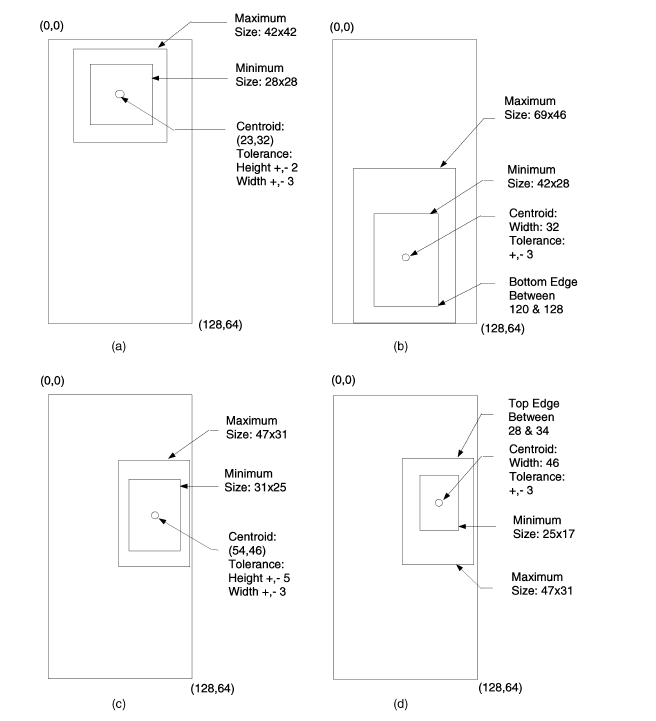 (0,0)
Maximum
Size: 42x42
Minimum
Size: 28x28
Centroid:
(23,32)
Tolerance:
Height +,- 2
Width +,- 3
(128,64)
(a)
(0,0)
Maximum
Size: 69x46
Minimum
Size: 42x28
Centroid:
Width: 32
Tolerance:
+,- 3
Bottom Edge
Between
120 & 128
(128,64)
(b)
(0,0)
Maximum
Size: 47x31
Minimum
Size: 31x25
Centroid:
(54,46)
Tolerance:
Height +,- 5
Width +,- 3
(128,64)
(c)
(0,0)
Top Edge
Between
28 & 34
Centroid:
Width: 46
Tolerance:
+,- 3
Minimum
Size: 25x17
Maximum
Size: 47x31
(128,64)
(d)